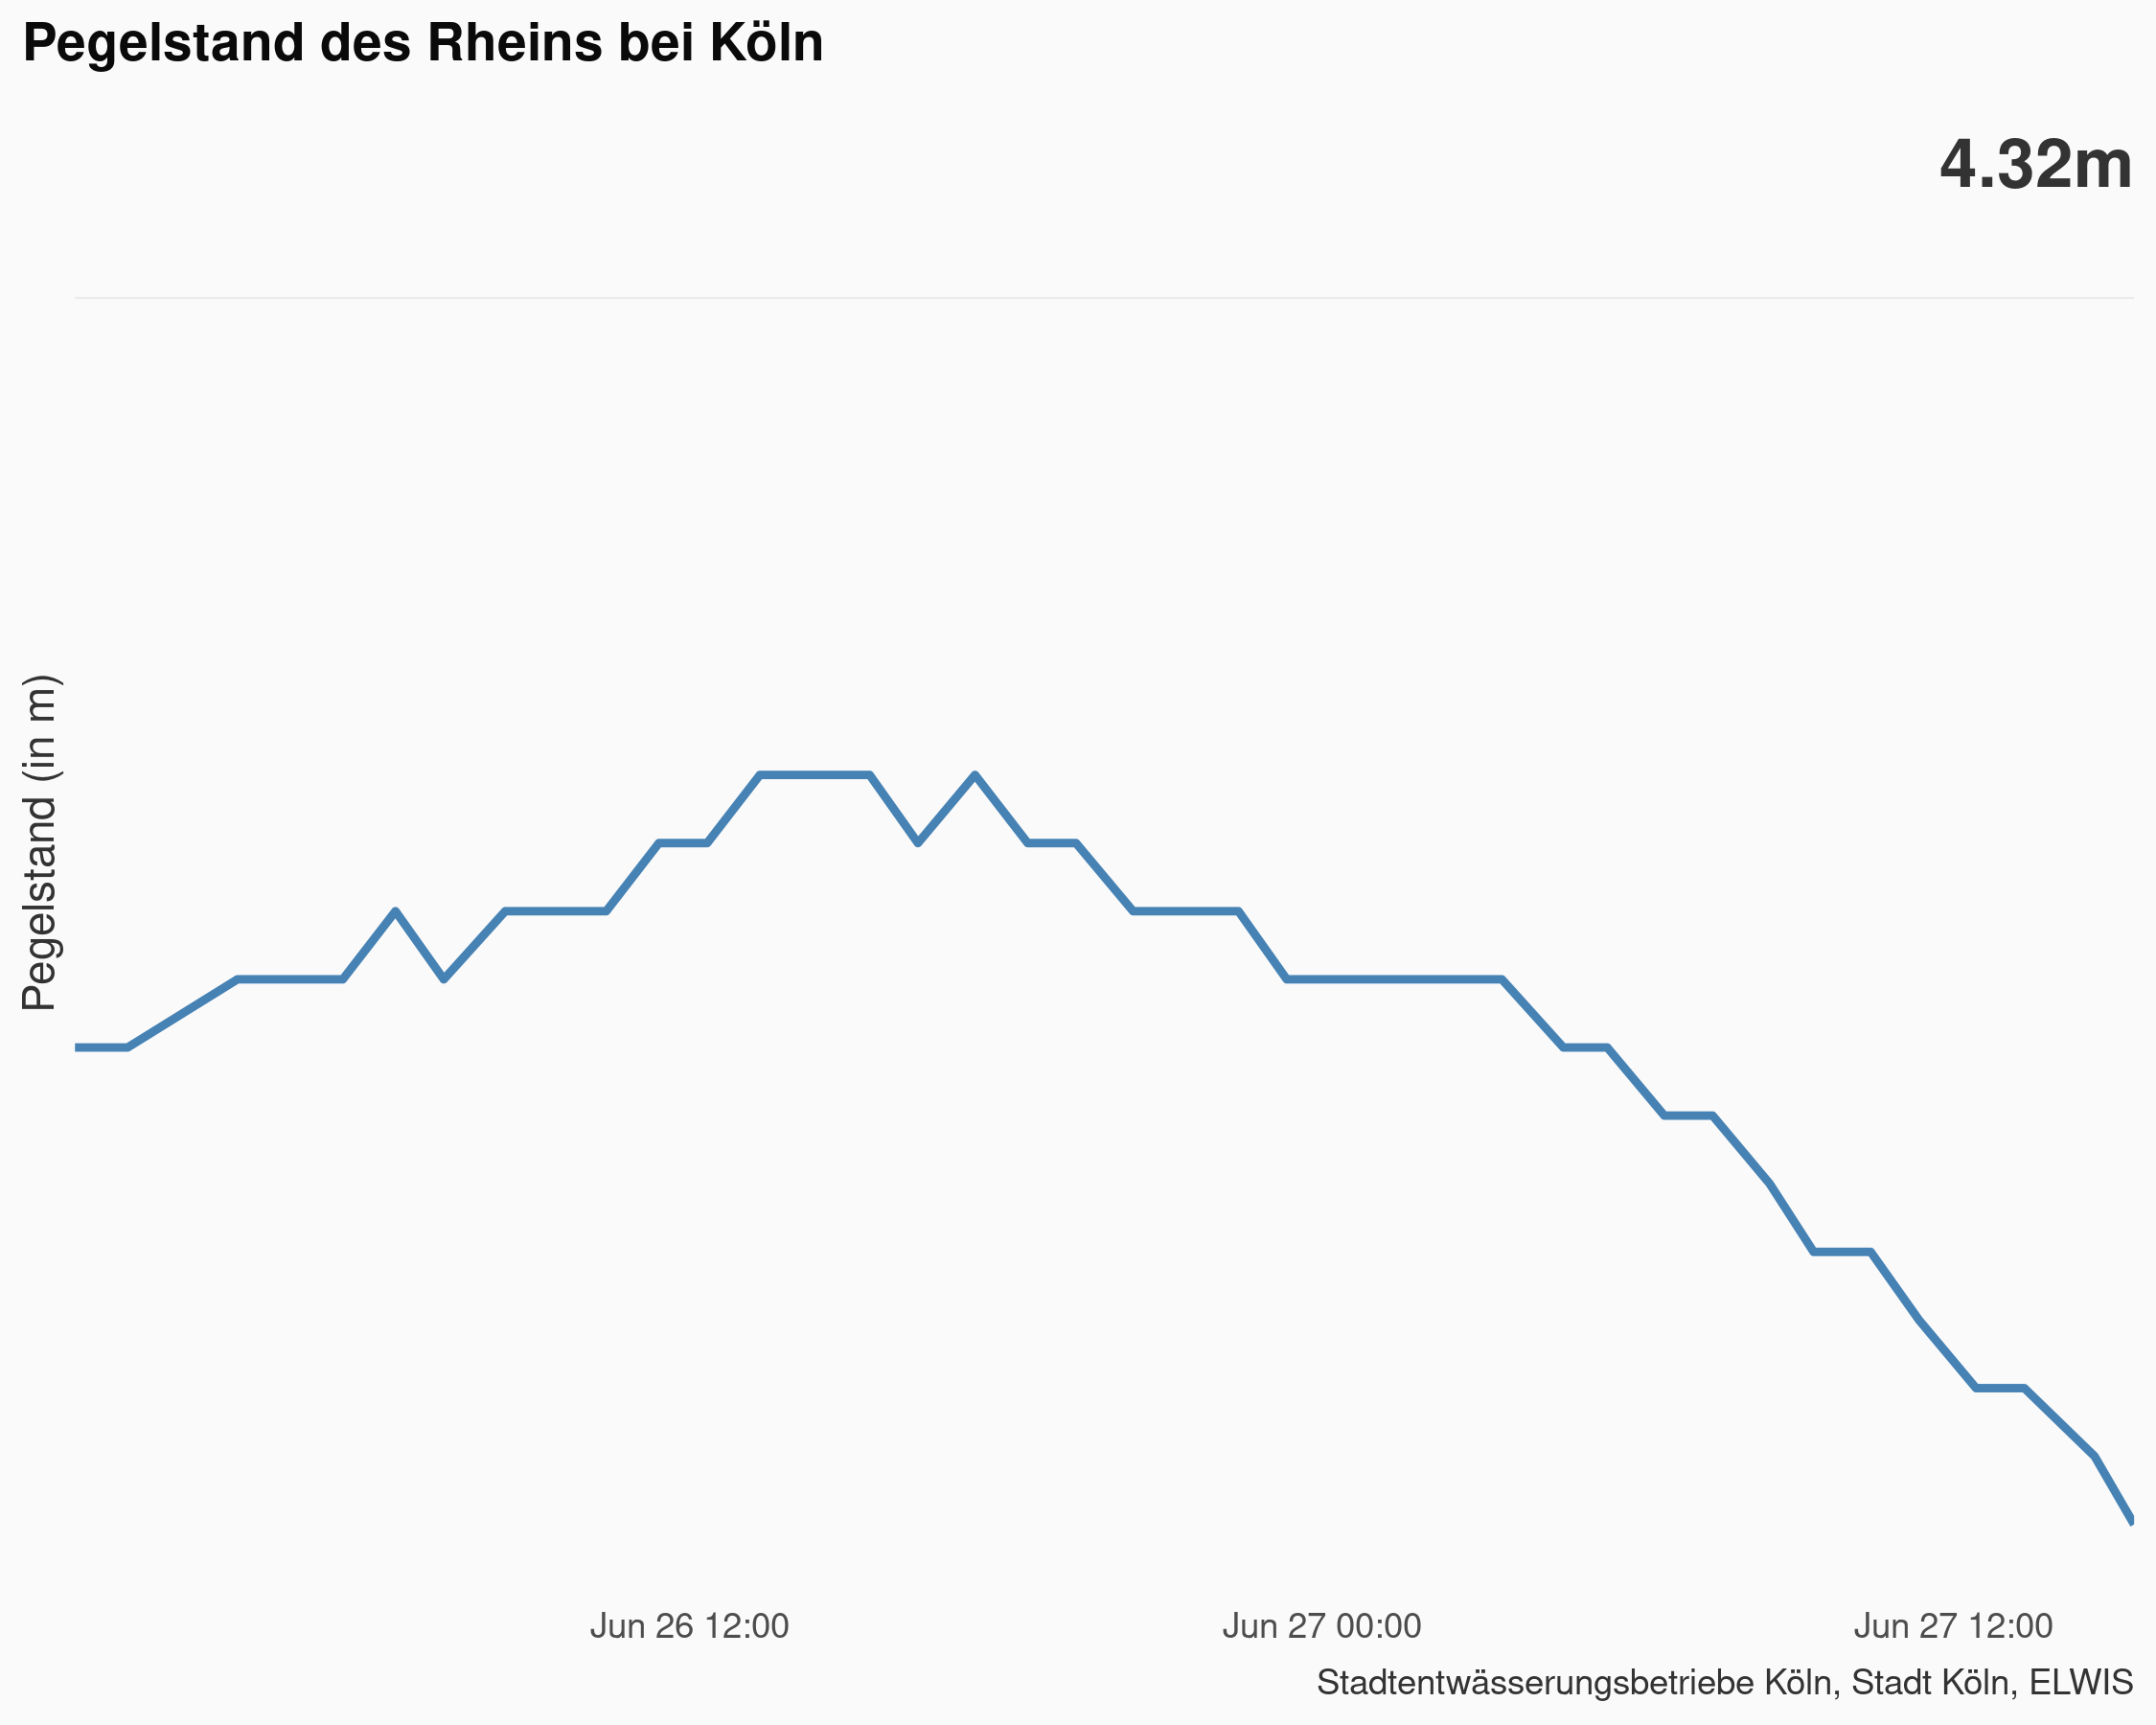 Pegelstand des Rheins bei Köln
4.32m
Pegelstand (in m)
Jun 26 12:00
Jun 27 00:00
Jun 27 12:00
Stadtentwässerungsbetriebe Köln, Stadt Köln, ELWIS